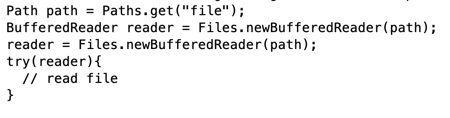 Path path = Paths.get("file");
BufferedReader reader = Files.newBufferedReader(path);
reader = Files.newBufferedReader(path);
try(reader){
  // read file
}